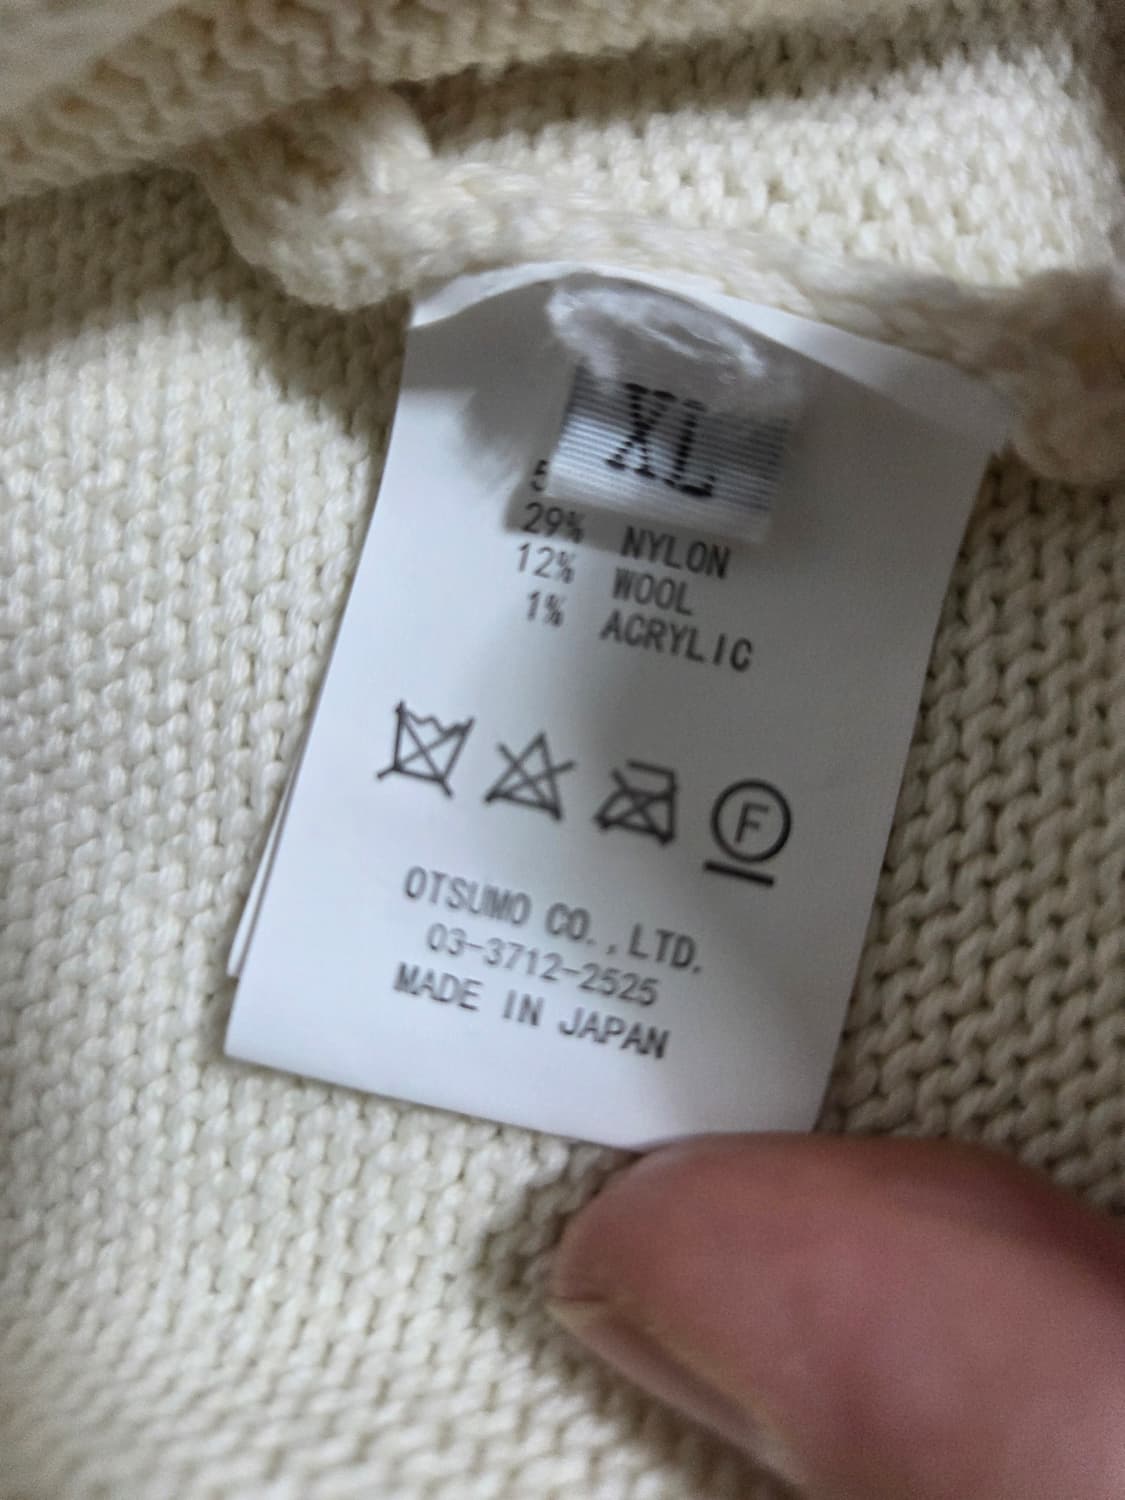 XL
29% NYLON
12% WOOL
1% ACRYLIC
F
OTSUMO CO.,LTD.
03-3712-2525
MADE IN JAPAN